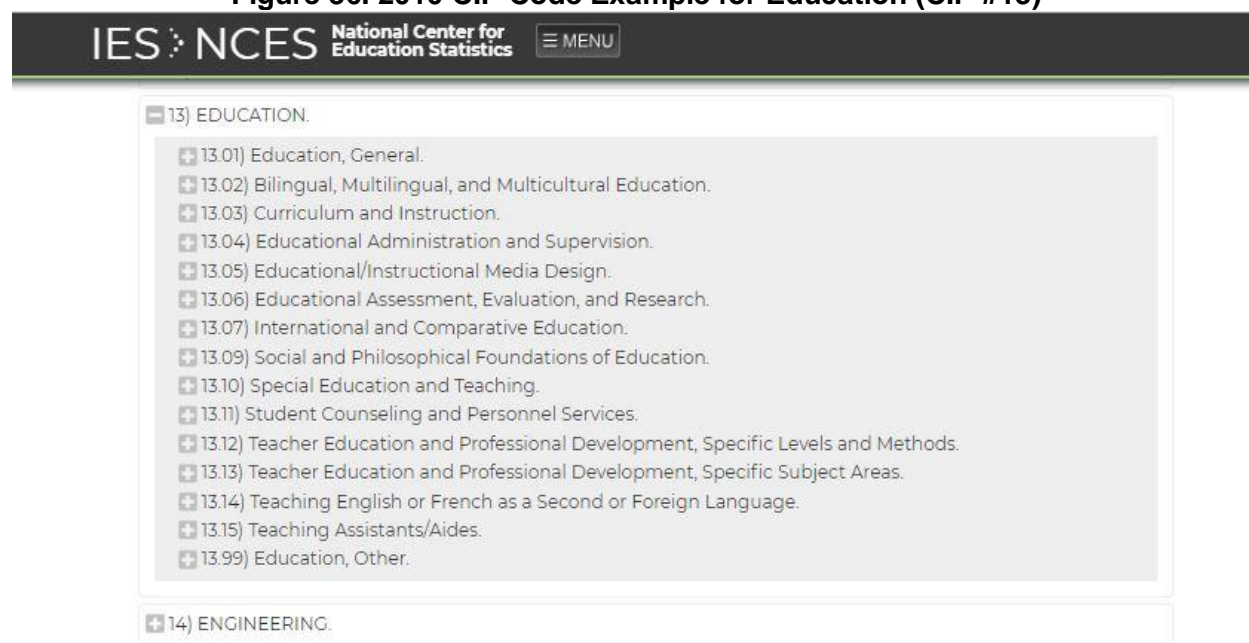 IES NCES National Center for Education Statistics ☰ MENU
13) EDUCATION.
13.01) Education, General.
13.02) Bilingual, Multilingual, and Multicultural Education.
13.03) Curriculum and Instruction.
13.04) Educational Administration and Supervision.
13.05) Educational/Instructional Media Design.
13.06) Educational Assessment, Evaluation, and Research.
13.07) International and Comparative Education.
13.09) Social and Philosophical Foundations of Education.
13.10) Special Education and Teaching.
13.11) Student Counseling and Personnel Services.
13.12) Teacher Education and Professional Development, Specific Levels and Methods.
13.13) Teacher Education and Professional Development, Specific Subject Areas.
13.14) Teaching English or French as a Second or Foreign Language.
13.15) Teaching Assistants/Aides.
13.99) Education, Other.
14) ENGINEERING.